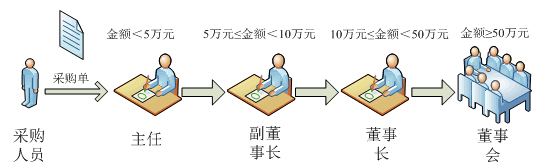 金额<5万元
5万元≤金额<10万元
10万元≤金额<50万元
金额≥50万元
采购单
采购
人员
主任
副董
事长
董事
长
董事
会